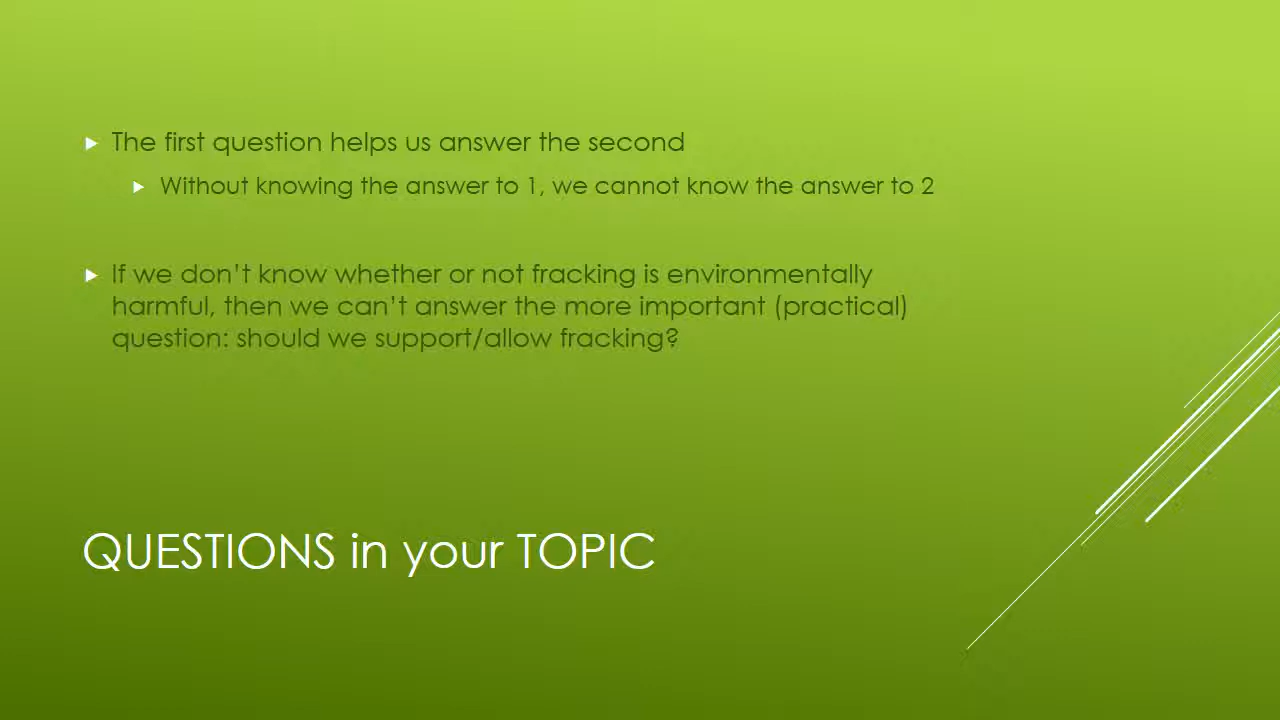 The first question helps us answer the second
Without knowing the answer to 1, we cannot know the answer to 2
If we don't know whether or not fracking is environmentally
harmful, then we can't answer the more important (practical)
question: should we support/allow fracking?
QUESTIONS in your TOPIC